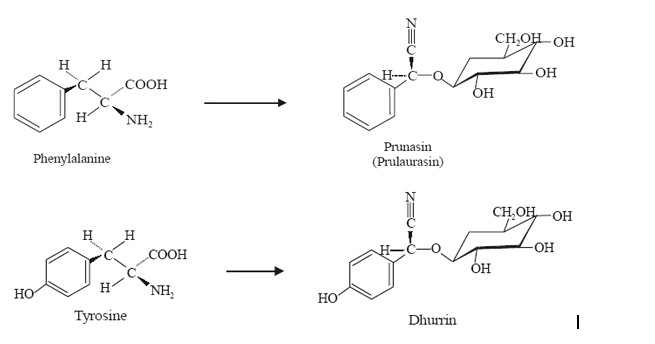 N
C
CH₂OH
OH
H
H
H
C
COOH
C
O
OH
C
OH
H
NH₂
Phenylalanine
Prunasin
(Prulaurasin)
N
C
CH₂OH
OH
H
H
H
C
O
C
COOH
OH
C
OH
H
NH₂
HO
HO
Tyrosine
Dhurrin